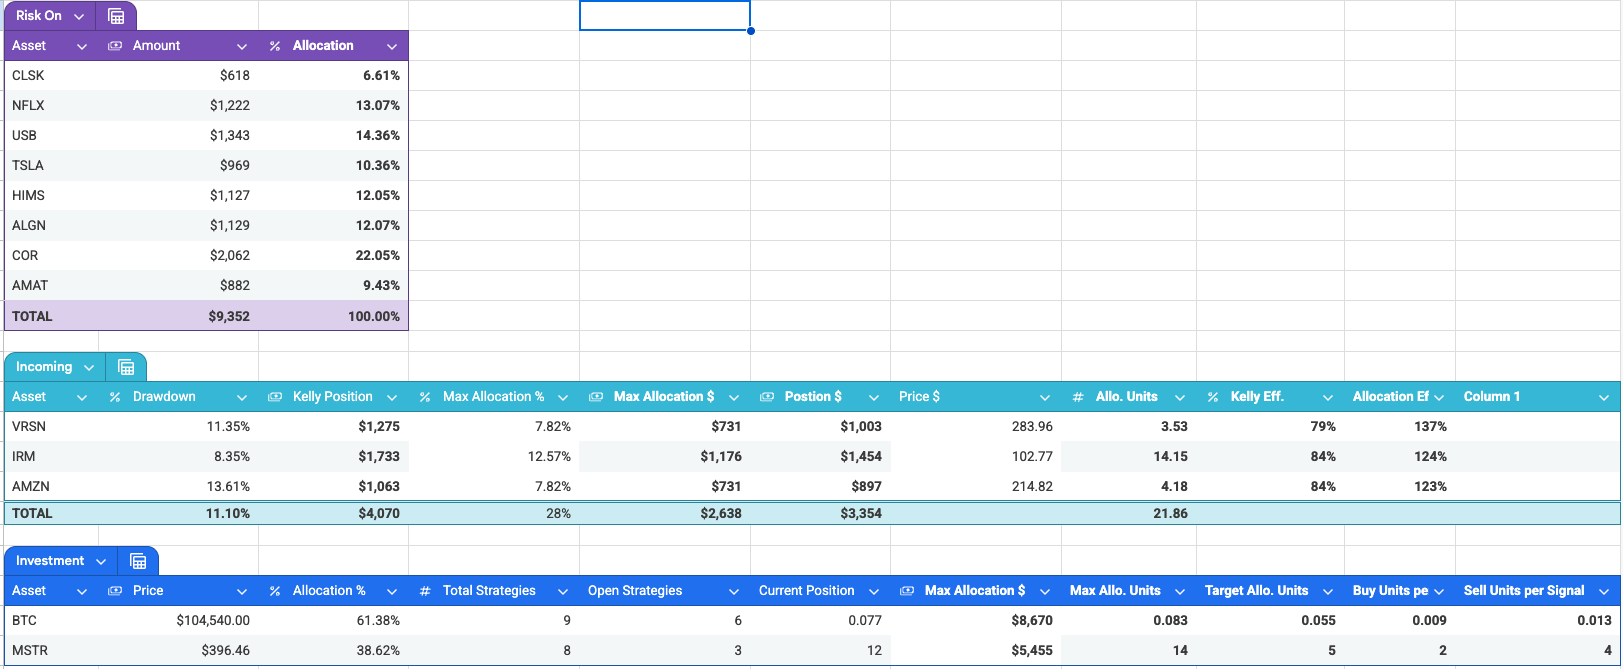 Risk On
Asset Amount % Allocation
CLSK $618 6.61%
NFLX $1,222 13.07%
USB $1,343 14.36%
TSLA $969 10.36%
HIMS $1,127 12.05%
ALGN $1,129 12.07%
COR $2,062 22.05%
AMAT $882 9.43%
TOTAL $9,352 100.00%
Incoming
Asset % Drawdown Kelly Position % Max Allocation % Max Allocation $ Postion $ Price $ # Allo. Units % Kelly Eff. Allocation Ef Column 1
VRSN 11.35% $1,275 7.82% $731 $1,003 283.96 3.53 79% 137%
IRM 8.35% $1,733 12.57% $1,176 $1,454 102.77 14.15 84% 124%
AMZN 13.61% $1,063 7.82% $731 $897 214.82 4.18 84% 123%
TOTAL 11.10% $4,070 28% $2,638 $3,354 21.86
Investment
Asset Price % Allocation % # Total Strategies Open Strategies Current Position Max Allocation $ Max Allo. Units Target Allo. Units Buy Units pe Sell Units per Signal
BTC $104,540.00 61.38% 9 6 0.077 $8,670 0.083 0.055 0.009 0.013
MSTR $396.46 38.62% 8 3 12 $5,455 14 5 2 4